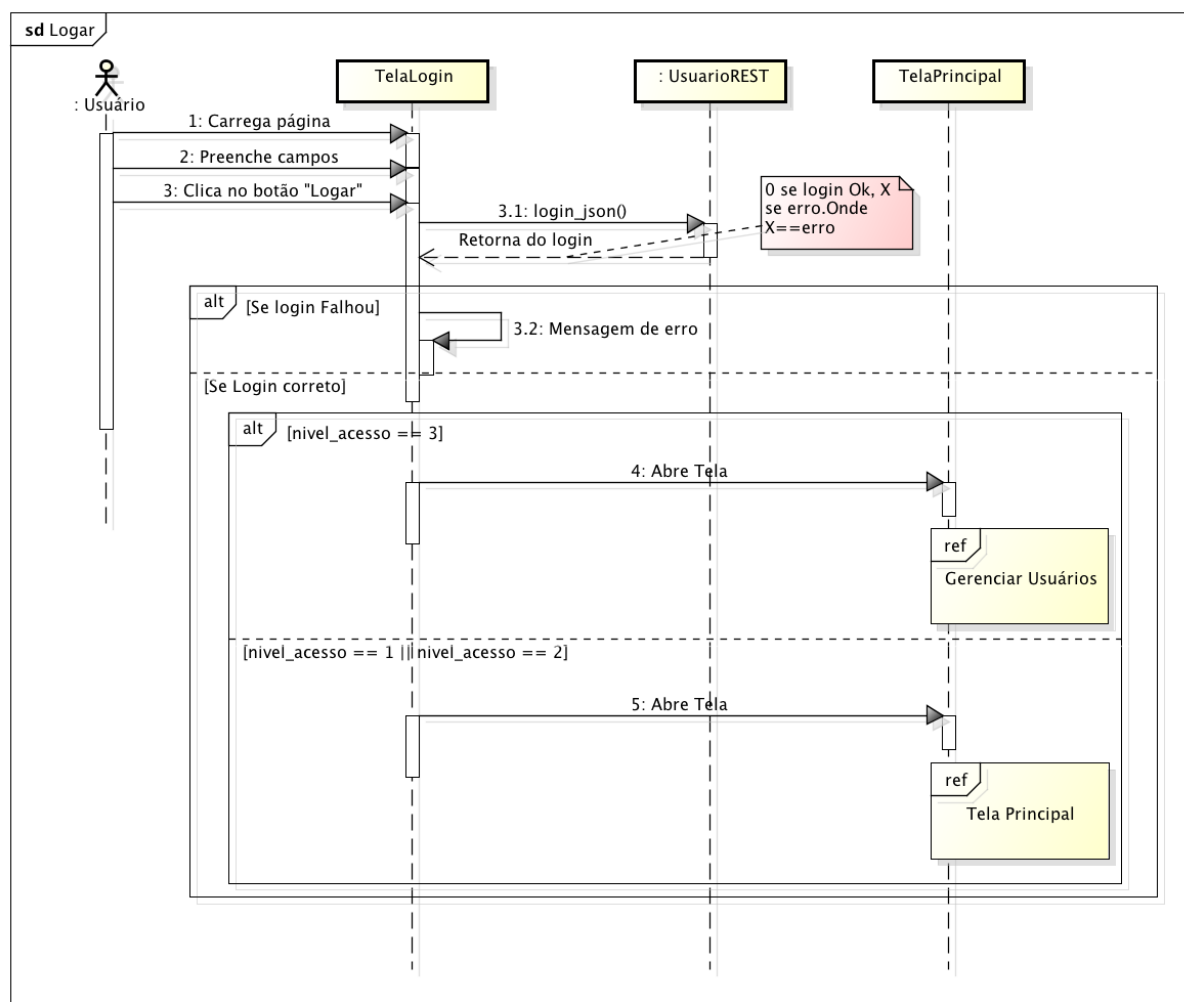 sd Logar
: Usuário
TelaLogin
: UsuarioREST
TelaPrincipal
1: Carrega página
2: Preenche campos
3: Clica no botão "Logar"
0 se login Ok, X
se erro.Onde
X==erro
3.1: login_json()
Retorna do login
alt
[Se login Falhou]
3.2: Mensagem de erro
[Se Login correto]
alt
[nivel_acesso == 3]
4: Abre Tela
ref
Gerenciar Usuários
[nivel_acesso == 1 || nivel_acesso == 2]
5: Abre Tela
ref
Tela Principal